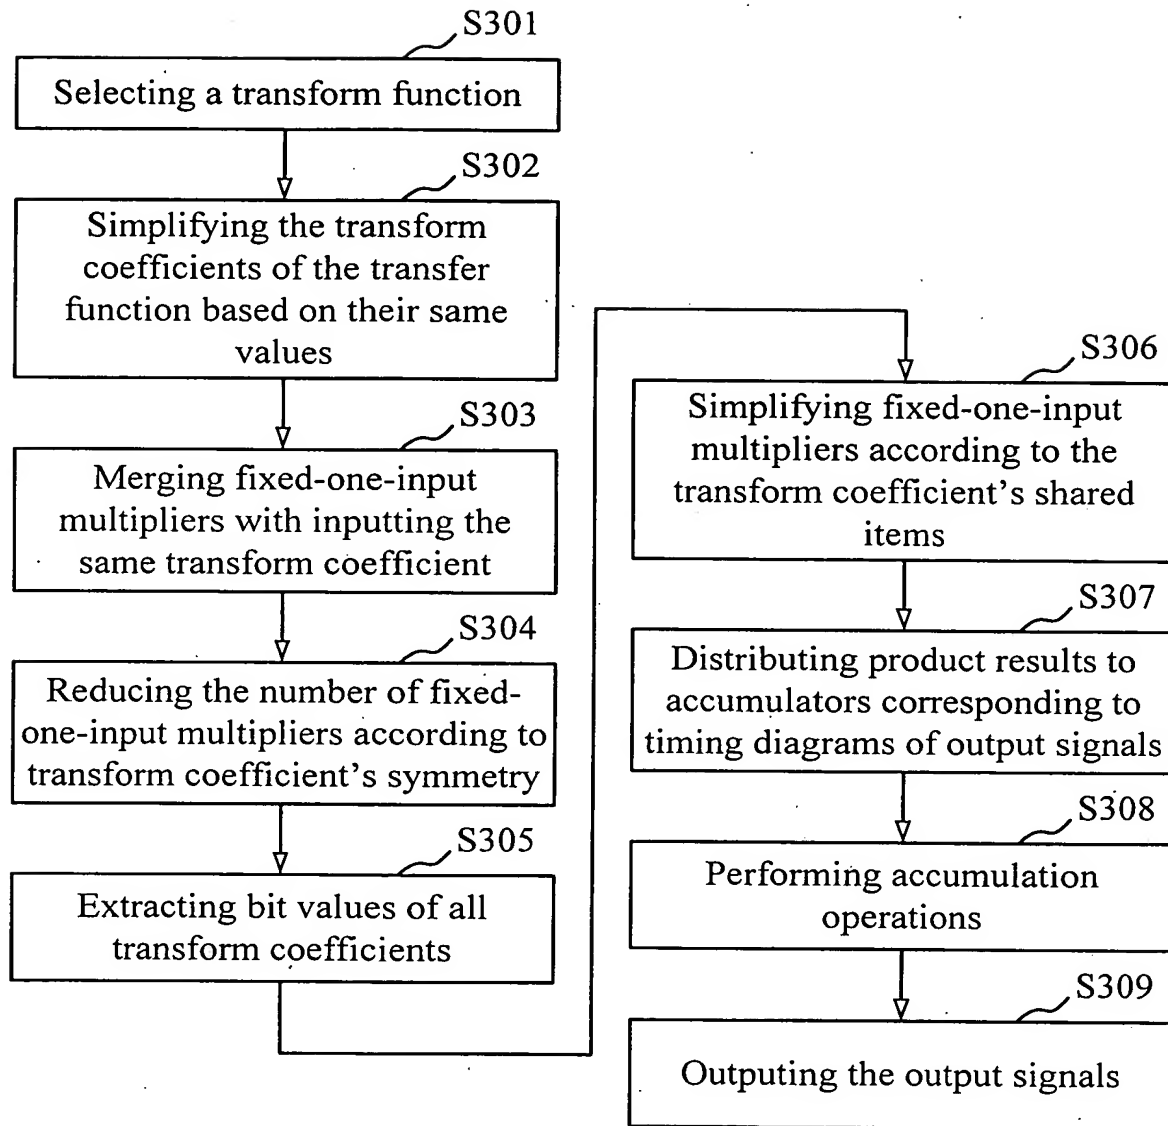 S301
Selecting a transform function
S302
Simplifying the transform
coefficients of the transfer
function based on their same
values
S303
Merging fixed-one-input
multipliers with inputting the
same transform coefficient
S304
Reducing the number of fixed-
one-input multipliers according to
transform coefficient's symmetry
S305
Extracting bit values of all
transform coefficients
S306
Simplifying fixed-one-input
multipliers according to the
transform coefficient's shared
items
S307
Distributing product results to
accumulators corresponding to
timing diagrams of output signals
S308
Performing accumulation
operations
S309
Outputing the output signals